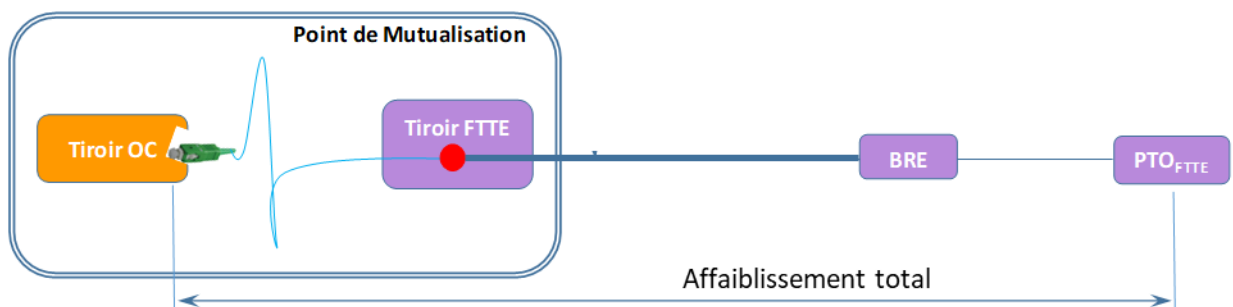 Point de Mutualisation
Tiroir OC
Tiroir FTTE
BRE
PTOFTTE
Affaiblissement total